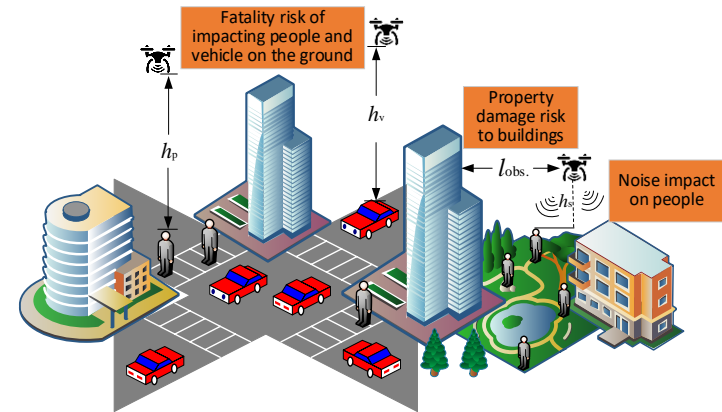 Fatality risk of
impacting people and
vehicle on the ground
Property
damage risk
to buildings
Noise impact
on people
hp
hv
lobs.
hs